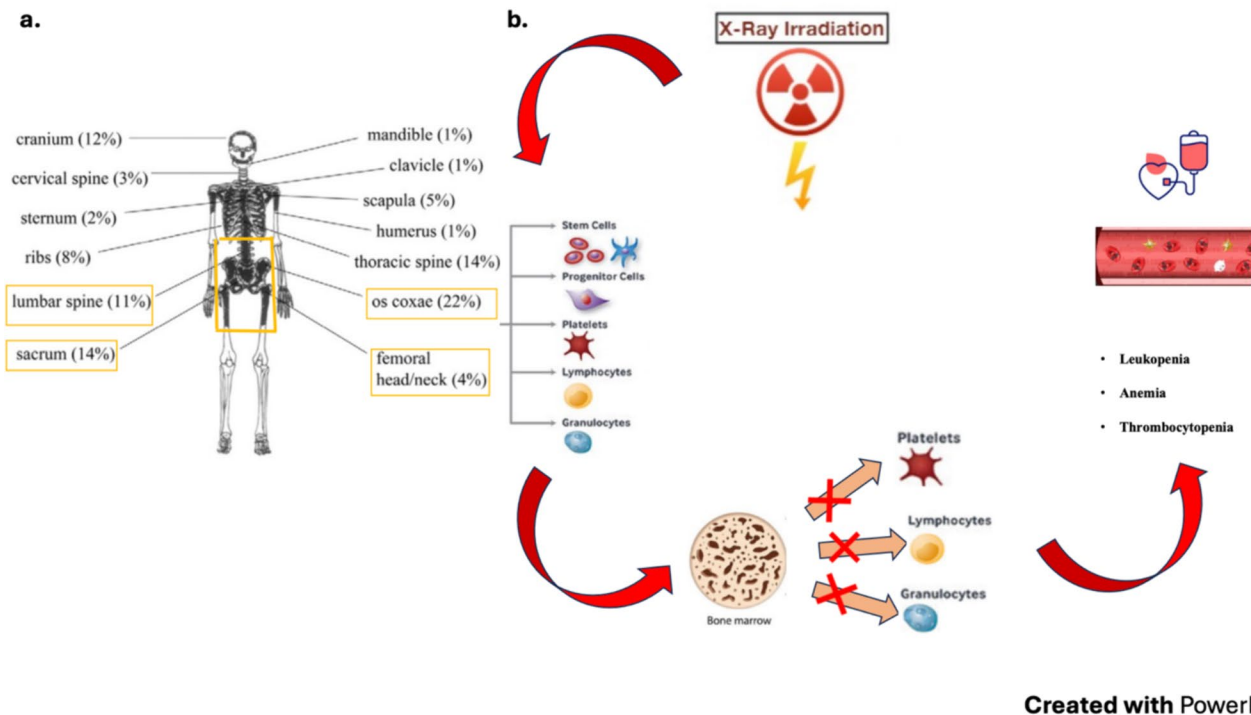 a.
cranium (12%)
cervical spine (3%)
sternum (2%)
ribs (8%)
lumbar spine (11%)
sacrum (14%)
mandible (1%)
clavicle (1%)
scapula (5%)
humerus (1%)
thoracic spine (14%)
os coxae (22%)
femoral
head/neck (4%)
b.
X-Ray Irradiation
Stem Cells
Progenitor Cells
Platelets
Lymphocytes
Granulocytes
Bone marrow
Platelets
Lymphocytes
Granulocytes
• Leukopenia
• Anemia
• Thrombocytopenia
Created with